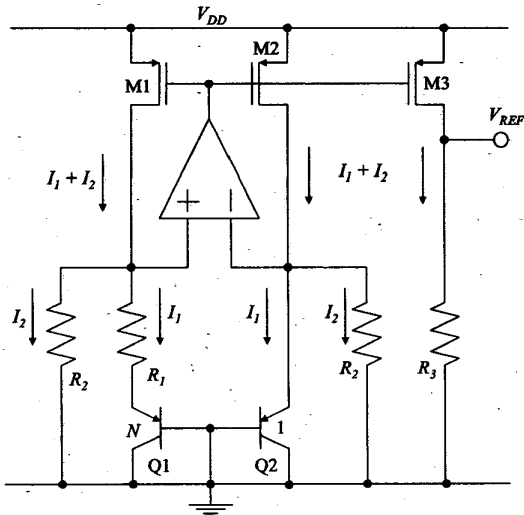 V_DD
M1
M2
M3
V_REF
I_1 + I_2
I_1 + I_2
+
−
I_2
I_1
I_1
I_2
R_2
R_1
R_2
R_3
N
1
Q1
Q2